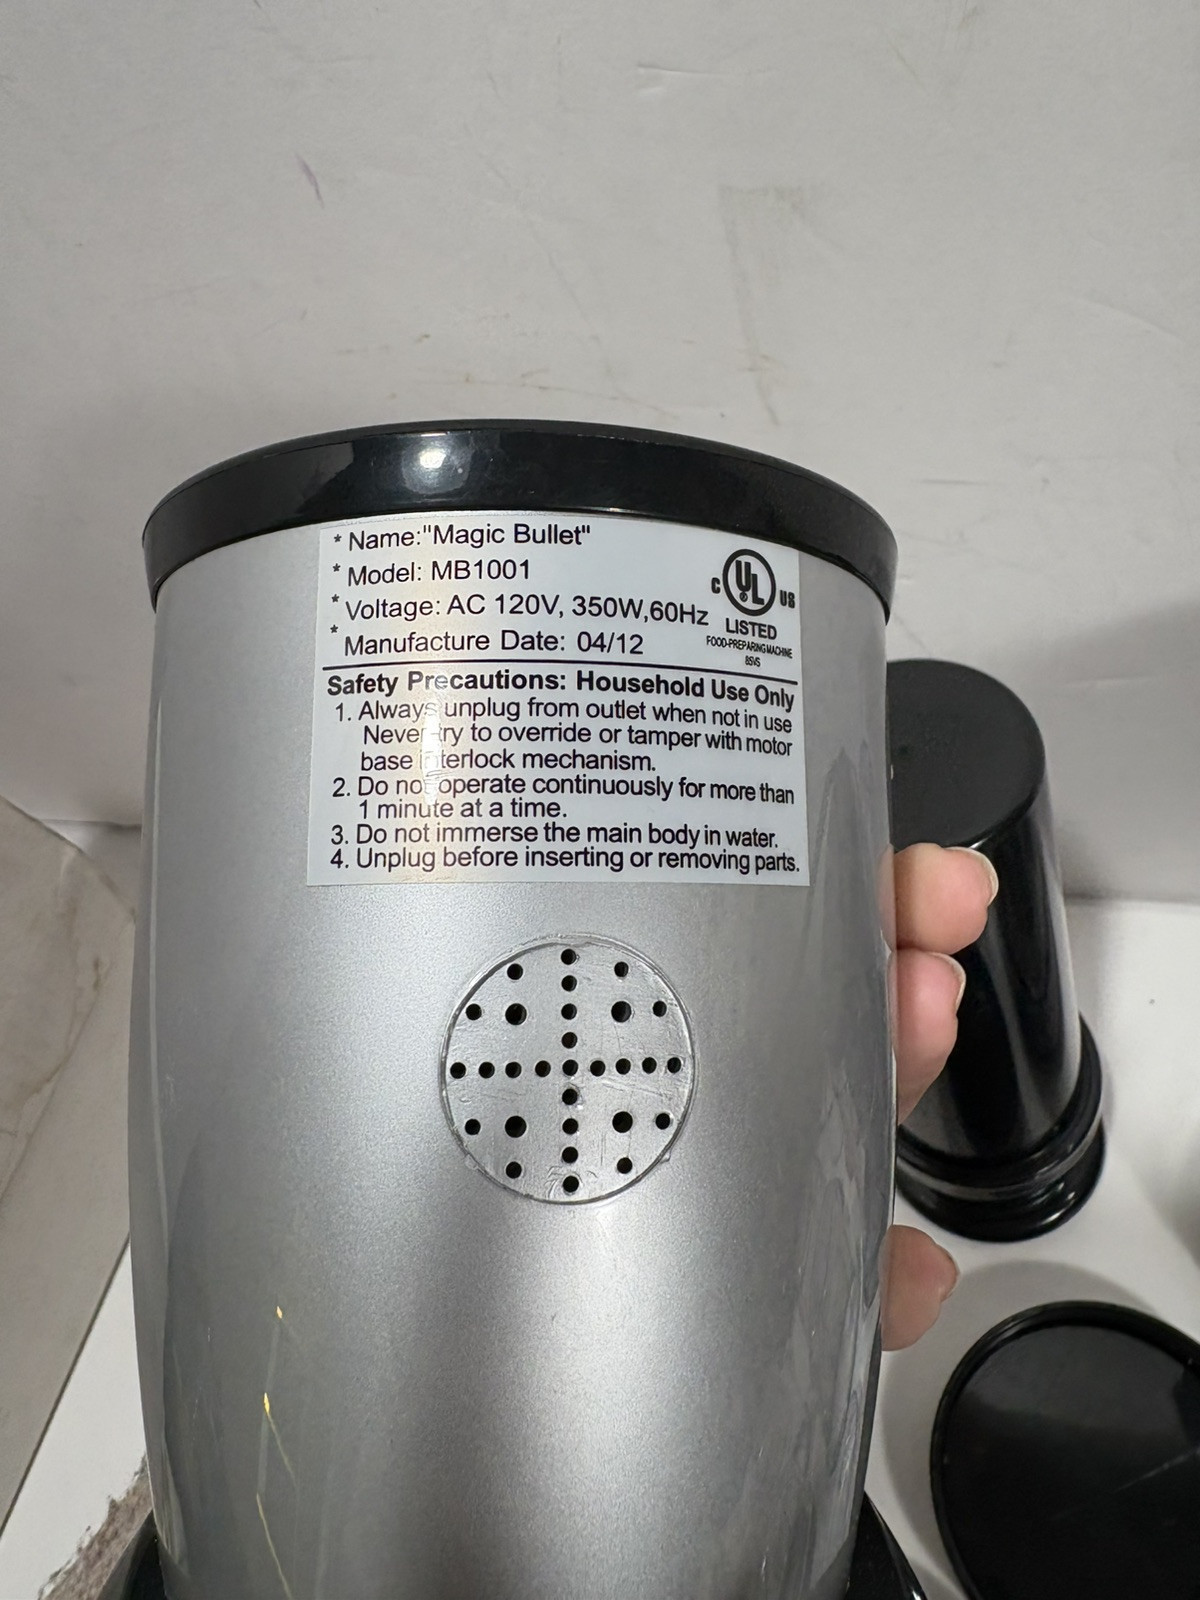 * Name:"Magic Bullet"
* Model: MB1001
* Voltage: AC 120V, 350W,60Hz
* Manufacture Date: 04/12
C UL US
LISTED
FOOD-PREPARING MACHINE
8SVS
Safety Precautions: Household Use Only
1. Always unplug from outlet when not in use
Never try to override or tamper with motor
base interlock mechanism.
2. Do not operate continuously for more than
1 minute at a time.
3. Do not immerse the main body in water.
4. Unplug before inserting or removing parts.